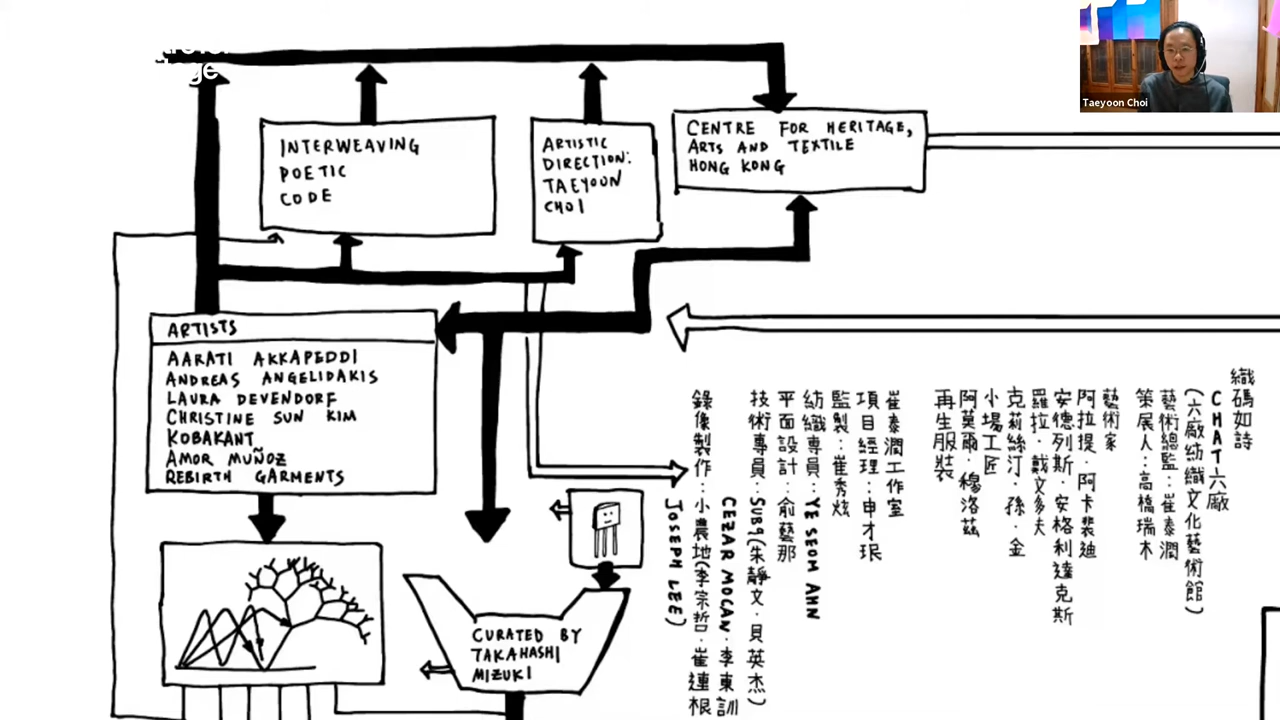 Taeyoon Choi
INTERWEAVING
POETIC
CODE
ARTISTIC
DIRECTION:
TAEYOON
CHOI
CENTRE FOR HERITAGE,
ARTS AND TEXTILE
HONG KONG
ARTISTS
AARATI AKKAPEDDI
ANDREAS ANGELIDAKIS
LAURA DEVENDORF
CHRISTINE SUN KIM
KOBAKANT
AMOR MUÑOZ
REBIRTH GARMENTS
CURATED BY
TAKAHASHI
MIZUKI
織碼如詩
CHAT六廠
(六廠紡織文化藝術館)
藝術總監：崔泰潤
策展人：高橋瑞木
藝術家
阿拉提·阿卡裴迪
安德列斯·安格利達克斯
羅拉·戴文多夫
克莉絲汀·孫·金
小場工匠
阿莫爾·穆洛茲
再生服裝
崔泰潤工作室
項目經理：申才珉
監製：崔秀炫
紡織專員：YE SEOM AHN
平面設計：俞藝那
技術專員：SUB9(朱靜文·貝英杰)
CEZAR MOCAN·李東訓
錄像製作：小農地(李宗哲·崔連根
JOSEPH LEE)